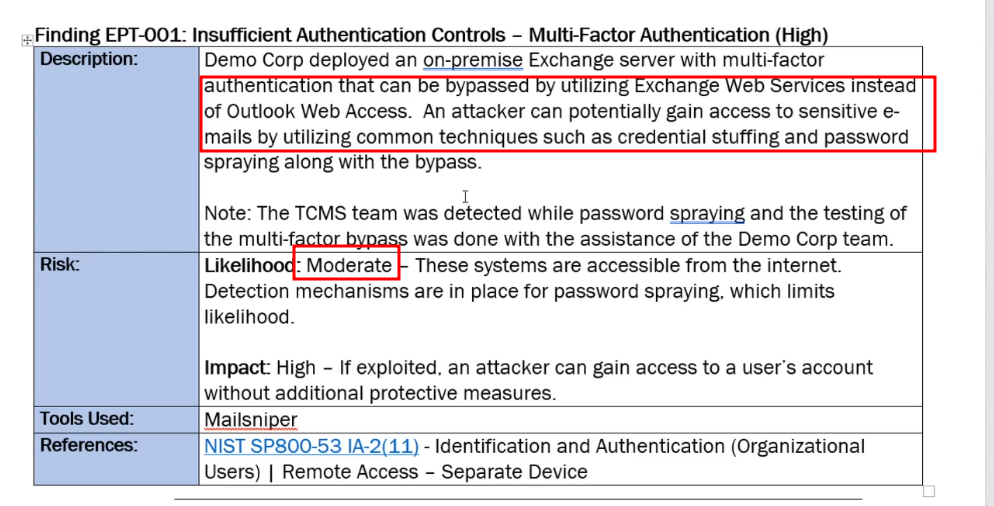 Finding EPT-001: Insufficient Authentication Controls – Multi-Factor Authentication (High)
Description:
Demo Corp deployed an on-premise Exchange server with multi-factor
authentication that can be bypassed by utilizing Exchange Web Services instead
of Outlook Web Access.  An attacker can potentially gain access to sensitive e-
mails by utilizing common techniques such as credential stuffing and password
spraying along with the bypass.
Note: The TCMS team was detected while password spraying and the testing of
the multi-factor bypass was done with the assistance of the Demo Corp team.
Risk:
Likelihood: Moderate – These systems are accessible from the internet.
Detection mechanisms are in place for password spraying, which limits
likelihood.
Impact: High – If exploited, an attacker can gain access to a user's account
without additional protective measures.
Tools Used:
Mailsniper
References:
NIST SP800-53 IA-2(11) - Identification and Authentication (Organizational
Users) | Remote Access – Separate Device